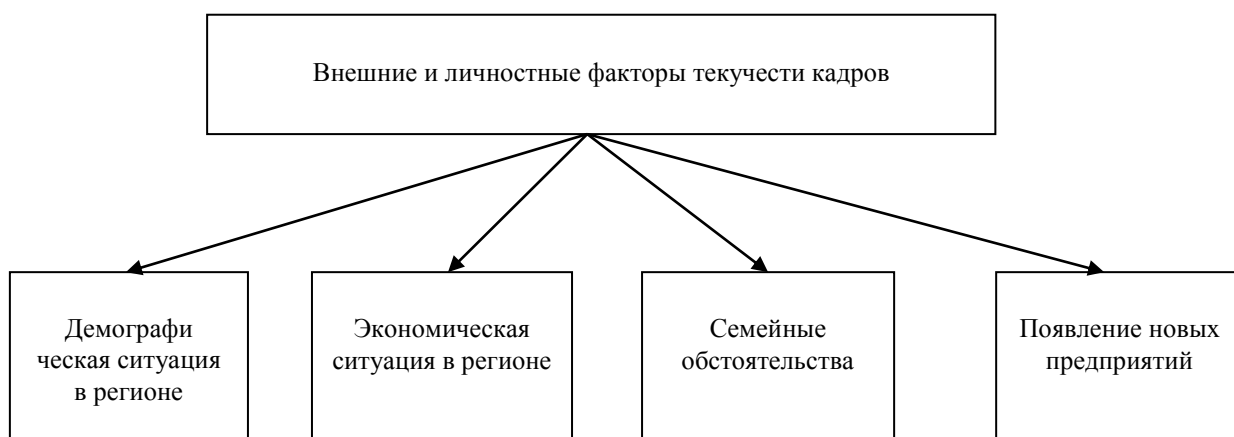 Внешние и личностные факторы текучести кадров
Демографи
ческая ситуация
в регионе
Экономическая
ситуация в регионе
Семейные
обстоятельства
Появление новых
предприятий